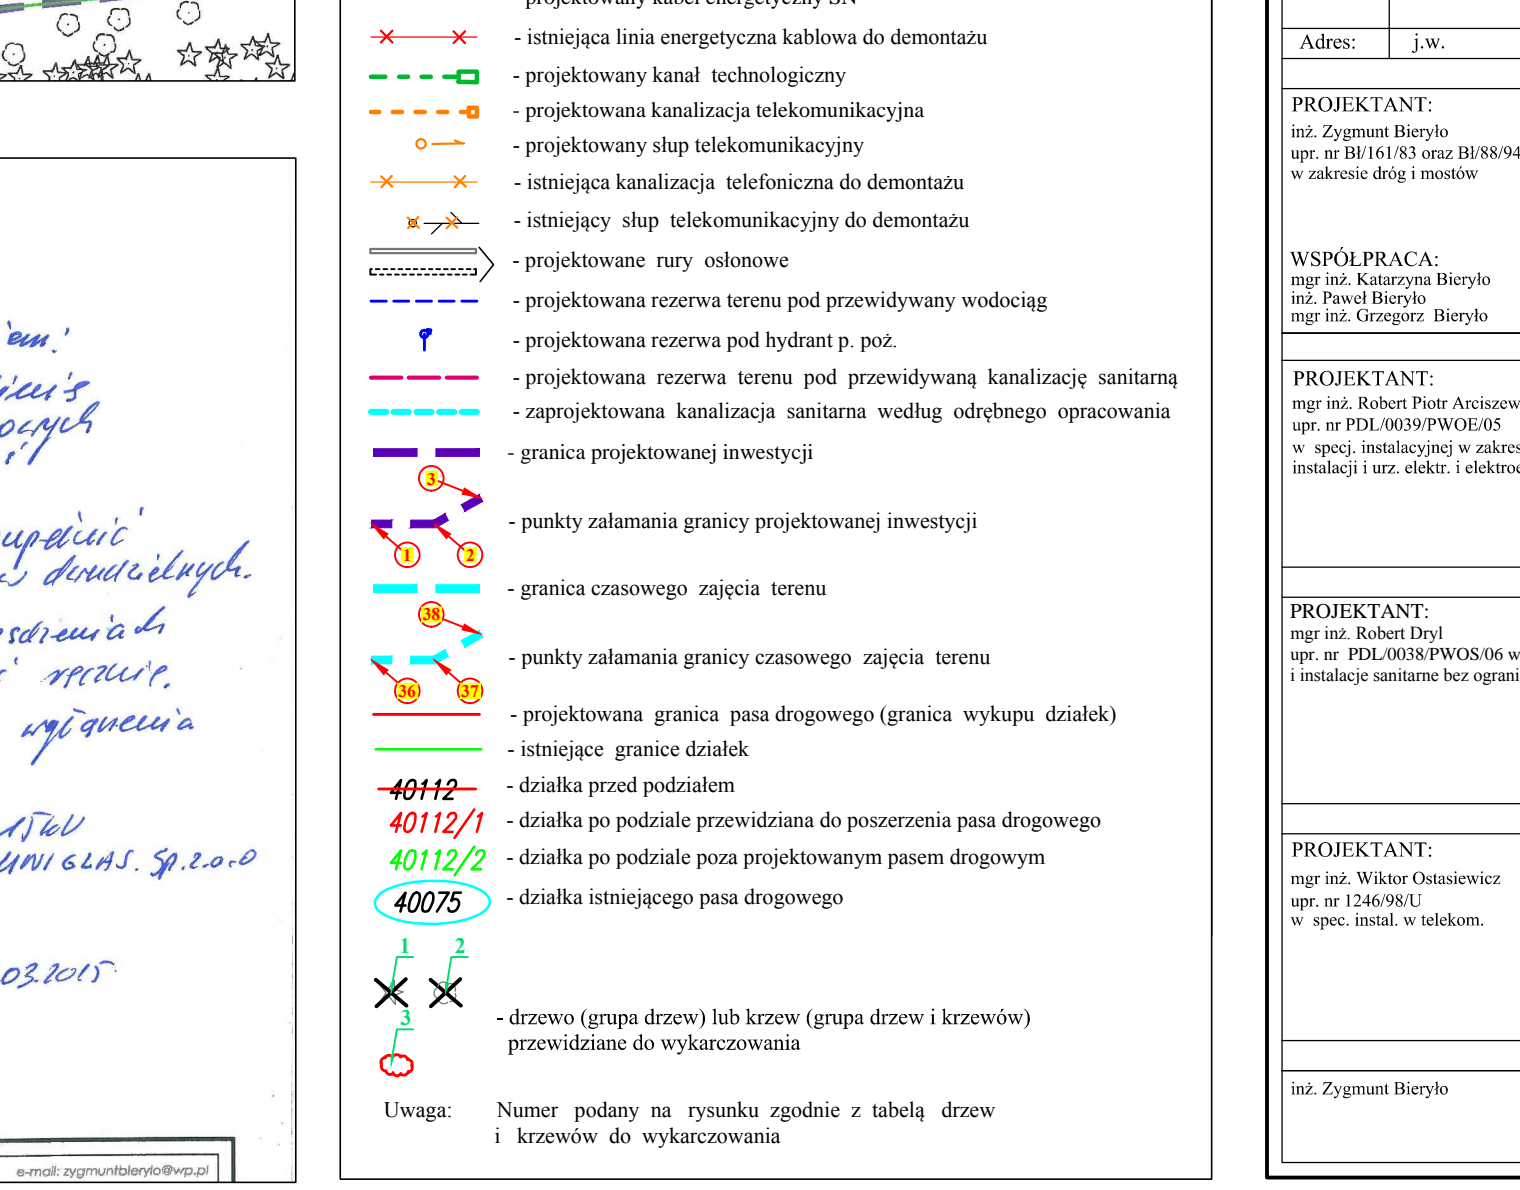 - projektowany kabel energetyczny SN
- istniejąca linia energetyczna kablowa do demontażu
- projektowany kanał technologiczny
- projektowana kanalizacja telekomunikacyjna
- projektowany słup telekomunikacyjny
- istniejąca kanalizacja telefoniczna do demontażu
- istniejący słup telekomunikacyjny do demontażu
- projektowane rury osłonowe
- projektowana rezerwa terenu pod przewidywany wodociąg
- projektowana rezerwa pod hydrant p. poż.
- projektowana rezerwa terenu pod przewidywaną kanalizację sanitarną
- zaprojektowana kanalizacja sanitarna według odrębnego opracowania
- granica projektowanej inwestycji
3
- punkty załamania granicy projektowanej inwestycji
1 2
- granica czasowego zajęcia terenu
38
- punkty załamania granicy czasowego zajęcia terenu
36 37
- projektowana granica pasa drogowego (granica wykupu działek)
- istniejące granice działek
40112 - działka przed podziałem
40112/1 - działka po podziale przewidziana do poszerzenia pasa drogowego
40112/2 - działka po podziale poza projektowanym pasem drogowym
40075 - działka istniejącego pasa drogowego
1 2
3
- drzewo (grupa drzew) lub krzew (grupa drzew i krzewów)
przewidziane do wykarczowania
Uwaga: Numer podany na rysunku zgodnie z tabelą drzew
i krzewów do wykarczowania
15kV
UNIGLAS. Sp.z.o.o
03.2015
e-mail: zygmuntbierylo@wp.pl
Adres: j.w.
PROJEKTANT:
inż. Zygmunt Bieryło
upr. nr Bł/161/83 oraz Bł/88/94
w zakresie dróg i mostów
WSPÓŁPRACA:
mgr inż. Katarzyna Bieryło
inż. Paweł Bieryło
mgr inż. Grzegorz Bieryło
PROJEKTANT:
mgr inż. Robert Piotr Arciszew
upr. nr PDL/0039/PWOE/05
w specj. instalacyjnej w zakres
instalacji i urz. elektr. i elektroe
PROJEKTANT:
mgr inż. Robert Dryl
upr. nr PDL/0038/PWOS/06 w
i instalacje sanitarne bez ograni
PROJEKTANT:
mgr inż. Wiktor Ostasiewicz
upr. nr 1246/98/U
w spec. instal. w telekom.
inż. Zygmunt Bieryło